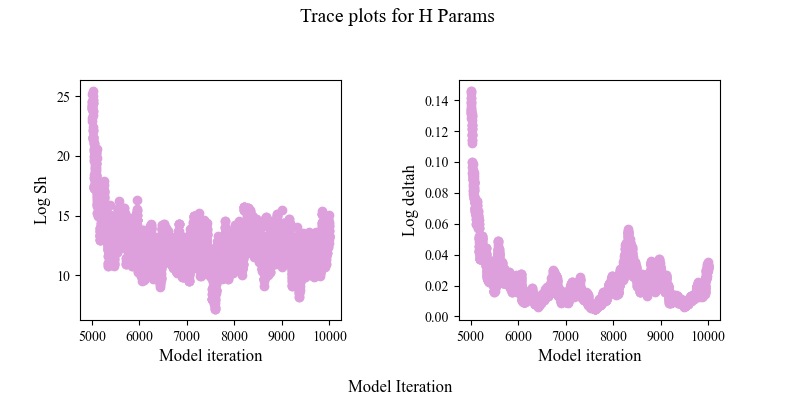 Trace plots for H Params
Log Sh
25
20
15
10
5000 6000 7000 8000 9000 10000
Model iteration
Log deltah
0.14
0.12
0.10
0.08
0.06
0.04
0.02
0.00
5000 6000 7000 8000 9000 10000
Model iteration
Model Iteration